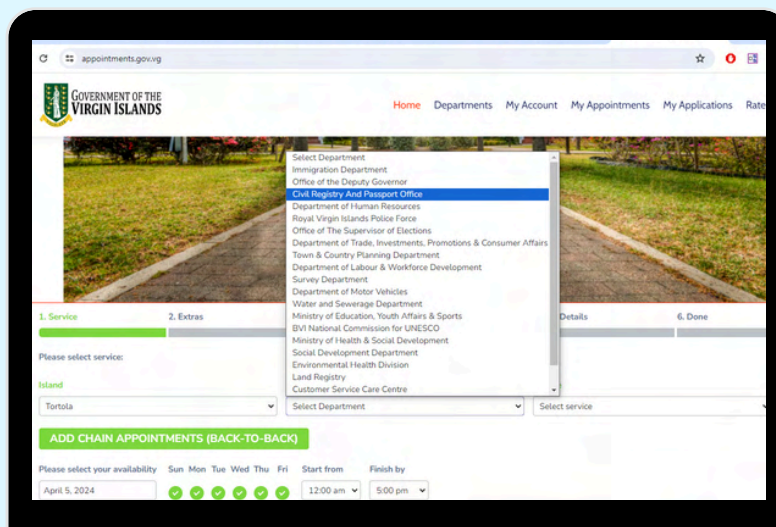 appointments.gov.vg
GOVERNMENT OF THE
VIRGIN ISLANDS
Home Departments My Account My Appointments My Applications Rate
Select Department
Immigration Department
Office of the Deputy Governor
Civil Registry And Passport Office
Department of Human Resources
Royal Virgin Islands Police Force
Office of The Supervisor of Elections
Department of Trade, Investments, Promotions & Consumer Affairs
Town & Country Planning Department
Department of Labour & Workforce Development
Survey Department
Department of Motor Vehicles
Water and Sewerage Department
Ministry of Education, Youth Affairs & Sports
BVI National Commission for UNESCO
Ministry of Health & Social Development
Social Development Department
Environmental Health Division
Land Registry
Customer Service Care Centre
1. Service 2. Extras Details 6. Done
Please select service:
Island
Tortola Select Department Select service
ADD CHAIN APPOINTMENTS (BACK-TO-BACK)
Please select your availability Sun Mon Tue Wed Thu Fri Start from Finish by
April 5, 2024 12:00 am 5:00 pm